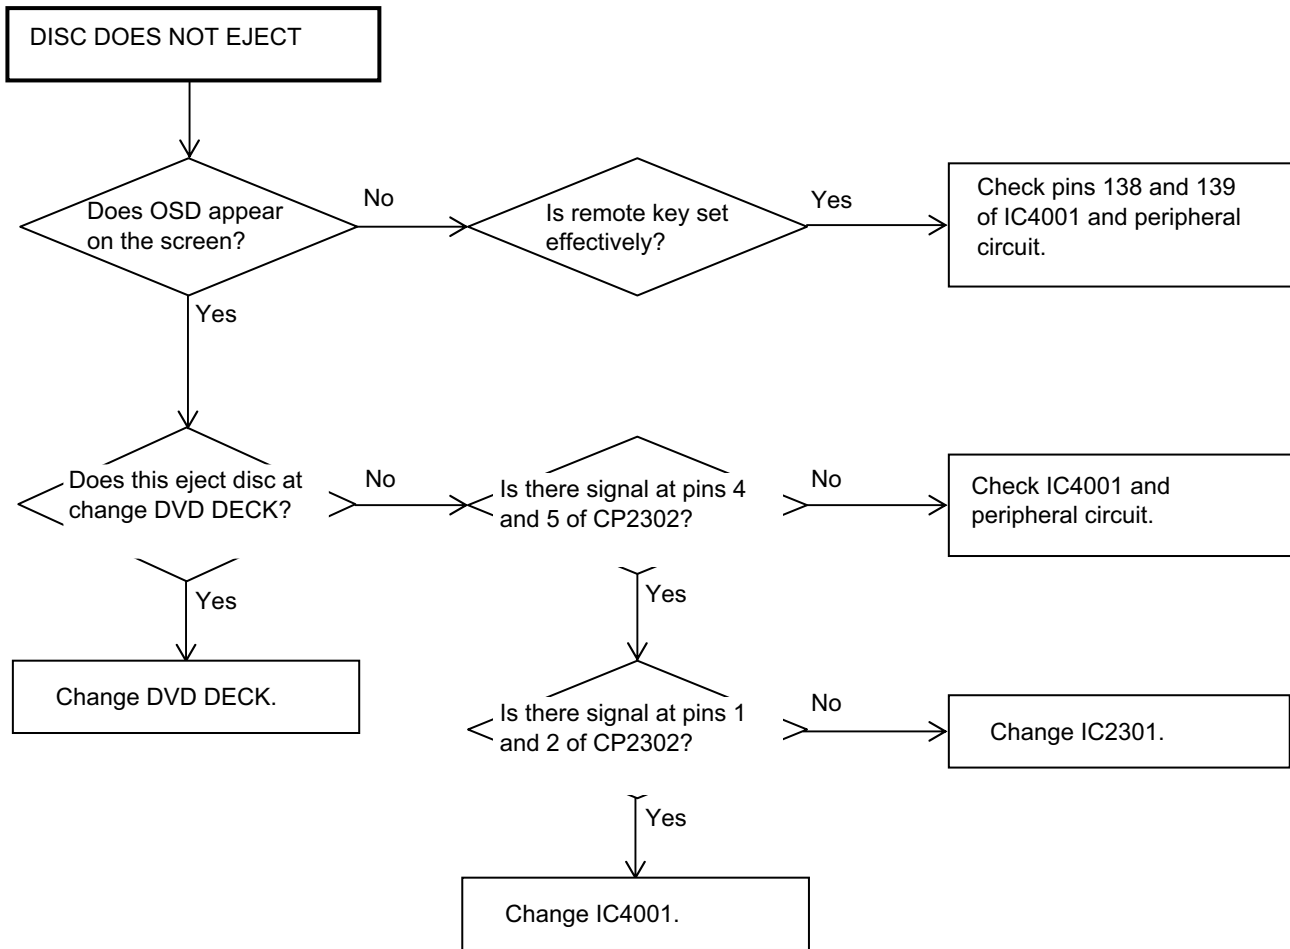 DISC DOES NOT EJECT
Does OSD appear
on the screen?
No
Is remote key set
effectively?
Yes
Check pins 138 and 139
of IC4001 and peripheral
circuit.
Yes
Does this eject disc at
change DVD DECK?
No
Is there signal at pins 4
and 5 of CP2302?
No
Check IC4001 and
peripheral circuit.
Yes
Yes
Change DVD DECK.
Is there signal at pins 1
and 2 of CP2302?
No
Change IC2301.
Yes
Change IC4001.